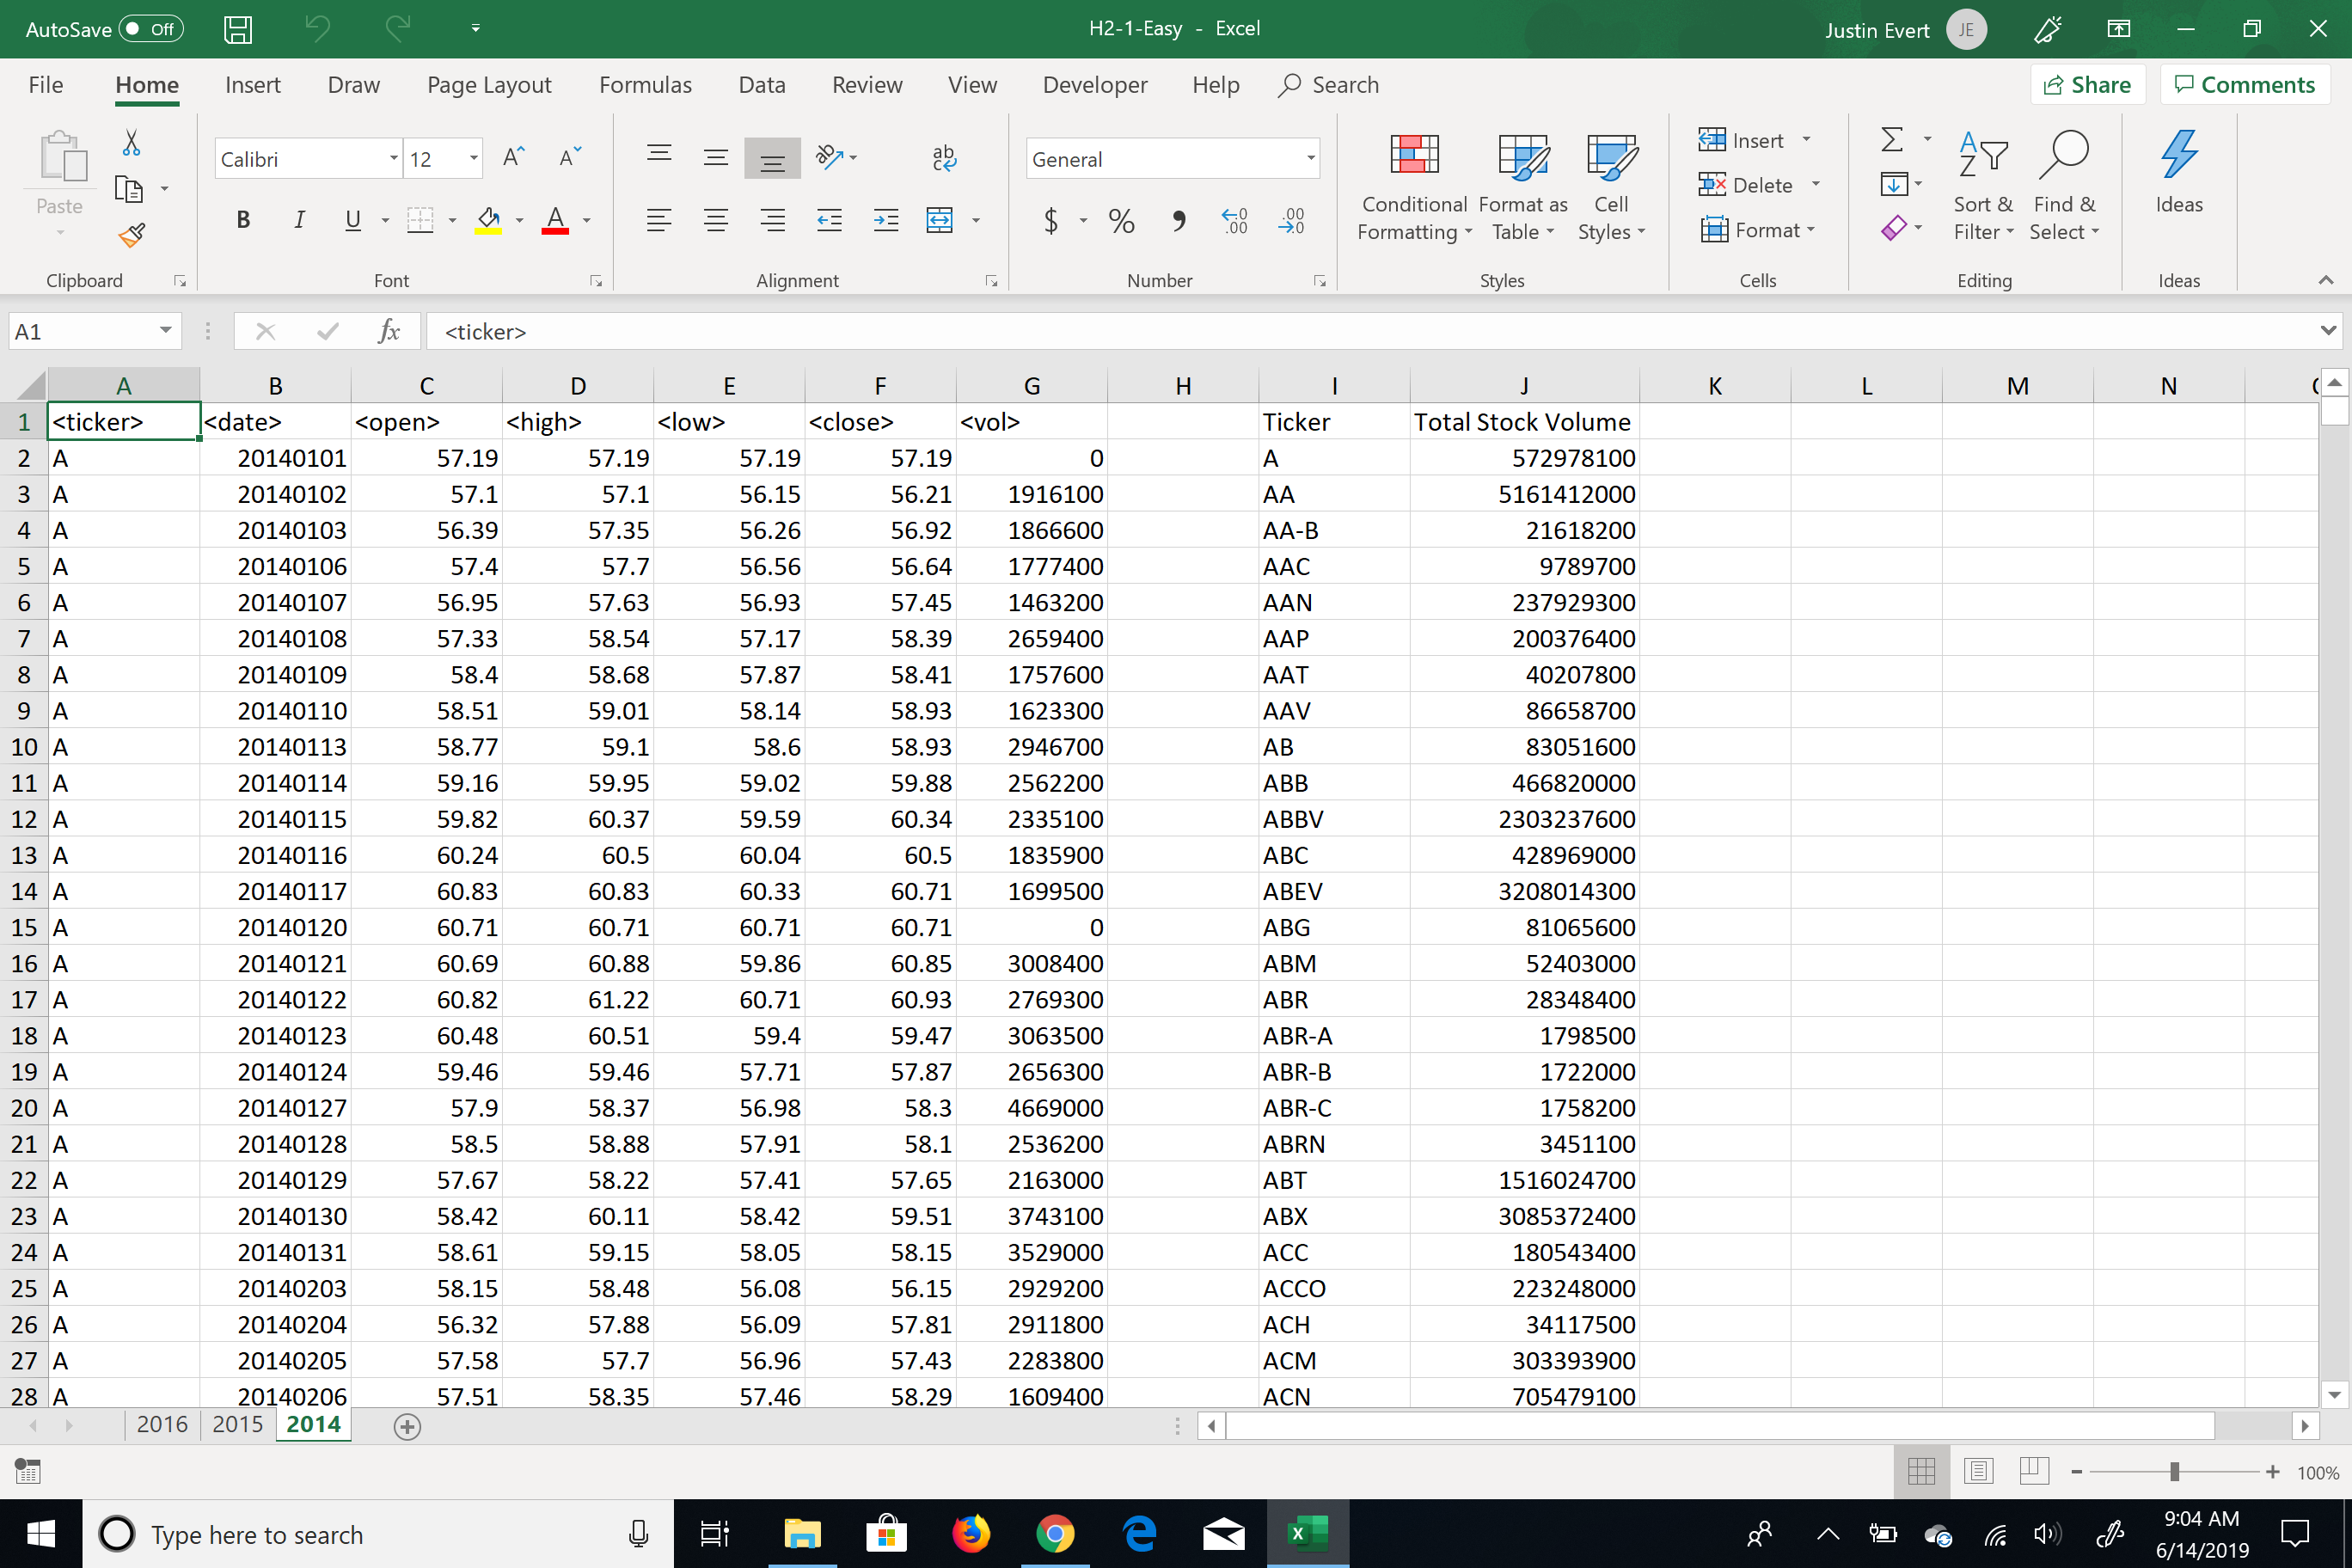 AutoSave Off H2-1-Easy - Excel Justin Evert JE
File Home Insert Draw Page Layout Formulas Data Review View Developer Help Search Share Comments
Paste
Clipboard
Calibri 12
B I U A
Font
ab
c
Alignment
General
$ % , .00 .00
Number
Conditional Formatting
Format as Table
Cell Styles
Styles
Insert
Delete
Format
Cells
Sort & Filter
Find & Select
Editing
Ideas
Ideas
A1 fx <ticker>
A B C D E F G H I J K L M N
1 <ticker> <date> <open> <high> <low> <close> <vol> Ticker Total Stock Volume
2 A 20140101 57.19 57.19 57.19 57.19 0 A 572978100
3 A 20140102 57.1 57.1 56.15 56.21 1916100 AA 5161412000
4 A 20140103 56.39 57.35 56.26 56.92 1866600 AA-B 21618200
5 A 20140106 57.4 57.7 56.56 56.64 1777400 AAC 9789700
6 A 20140107 56.95 57.63 56.93 57.45 1463200 AAN 237929300
7 A 20140108 57.33 58.54 57.17 58.39 2659400 AAP 200376400
8 A 20140109 58.4 58.68 57.87 58.41 1757600 AAT 40207800
9 A 20140110 58.51 59.01 58.14 58.93 1623300 AAV 86658700
10 A 20140113 58.77 59.1 58.6 58.93 2946700 AB 83051600
11 A 20140114 59.16 59.95 59.02 59.88 2562200 ABB 466820000
12 A 20140115 59.82 60.37 59.59 60.34 2335100 ABBV 2303237600
13 A 20140116 60.24 60.5 60.04 60.5 1835900 ABC 428969000
14 A 20140117 60.83 60.83 60.33 60.71 1699500 ABEV 3208014300
15 A 20140120 60.71 60.71 60.71 60.71 0 ABG 81065600
16 A 20140121 60.69 60.88 59.86 60.85 3008400 ABM 52403000
17 A 20140122 60.82 61.22 60.71 60.93 2769300 ABR 28348400
18 A 20140123 60.48 60.51 59.4 59.47 3063500 ABR-A 1798500
19 A 20140124 59.46 59.46 57.71 57.87 2656300 ABR-B 1722000
20 A 20140127 57.9 58.37 56.98 58.3 4669000 ABR-C 1758200
21 A 20140128 58.5 58.88 57.91 58.1 2536200 ABRN 3451100
22 A 20140129 57.67 58.22 57.41 57.65 2163000 ABT 1516024700
23 A 20140130 58.42 60.11 58.42 59.51 3743100 ABX 3085372400
24 A 20140131 58.61 59.15 58.05 58.15 3529000 ACC 180543400
25 A 20140203 58.15 58.48 56.08 56.15 2929200 ACCO 223248000
26 A 20140204 56.32 57.88 56.09 57.81 2911800 ACH 34117500
27 A 20140205 57.58 57.7 56.96 57.43 2283800 ACM 303393900
28 A 20140206 57.51 58.35 57.46 58.29 1609400 ACN 705479100
2016 2015 2014
100%
Type here to search
9:04 AM
6/14/2019